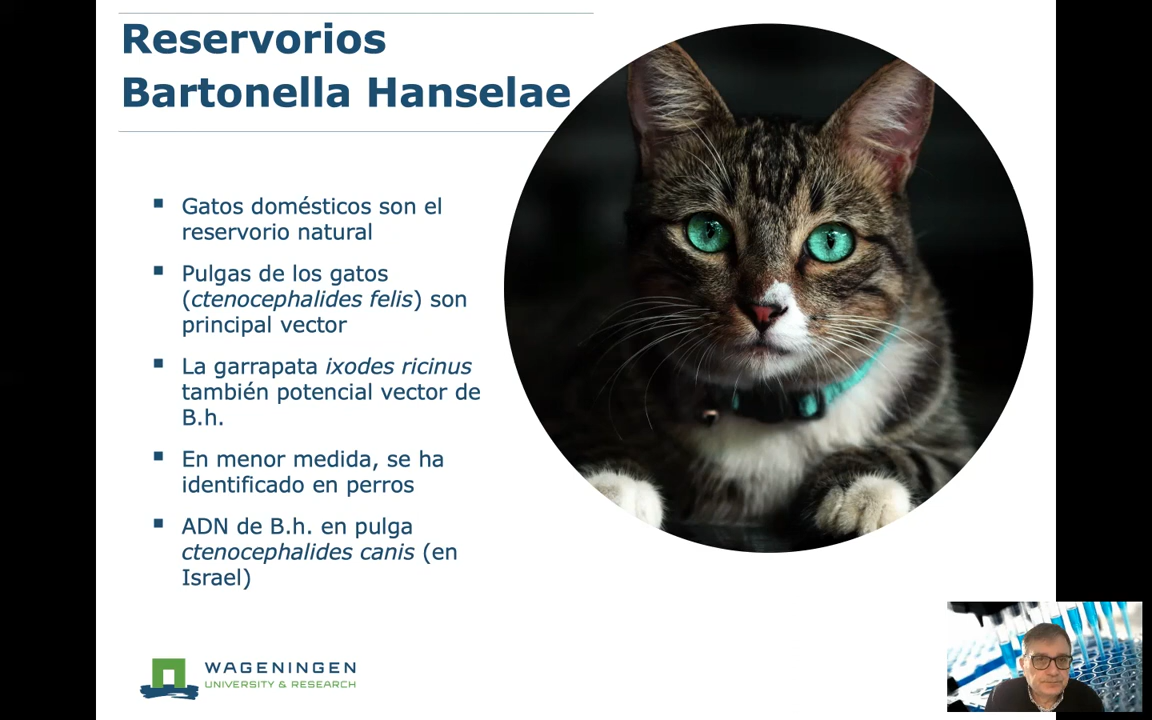 Reservorios
Bartonella Hanselae
Gatos domésticos son el
reservorio natural
Pulgas de los gatos
(ctenocephalides felis) son
principal vector
La garrapata ixodes ricinus
también potencial vector de
B.h.
En menor medida, se ha
identificado en perros
ADN de B.h. en pulga
ctenocephalides canis (en
Israel)
WAGENINGEN
UNIVERSITY & RESEARCH